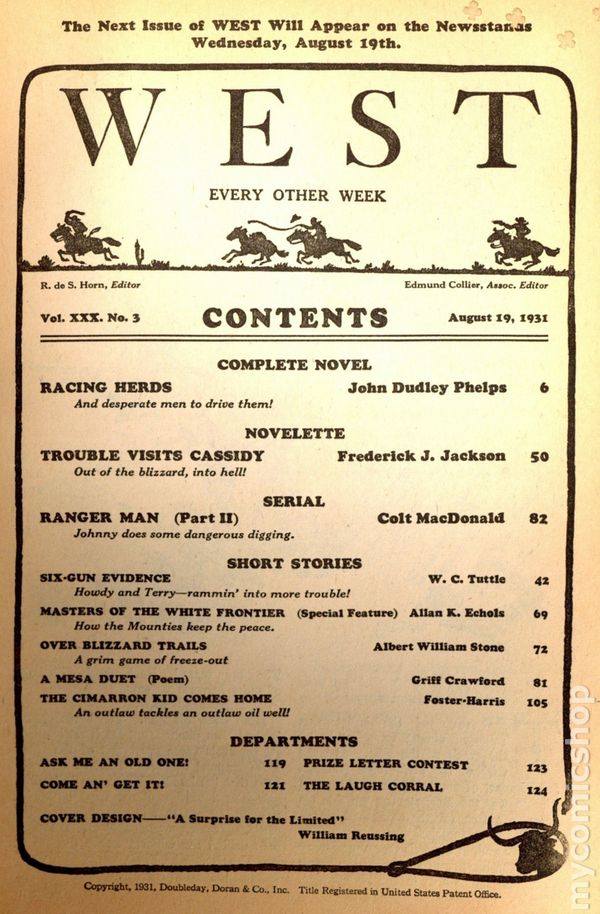 The Next Issue of WEST Will Appear on the Newsstands
Wednesday, August 19th.
WEST
EVERY OTHER WEEK
R. de S. Horn, Editor Edmund Collier, Assoc. Editor
Vol. XXX. No. 3 CONTENTS August 19, 1931
COMPLETE NOVEL
RACING HERDS John Dudley Phelps 6
And desperate men to drive them!
NOVELETTE
TROUBLE VISITS CASSIDY Frederick J. Jackson 50
Out of the blizzard, into hell!
SERIAL
RANGER MAN (Part II) Colt MacDonald 82
Johnny does some dangerous digging.
SHORT STORIES
SIX-GUN EVIDENCE W. C. Tuttle 42
Howdy and Terry—rammin' into more trouble!
MASTERS OF THE WHITE FRONTIER (Special Feature) Allan K. Echols 69
How the Mounties keep the peace.
OVER BLIZZARD TRAILS Albert William Stone 72
A grim game of freeze-out
A MESA DUET (Poem) Griff Crawford 81
THE CIMARRON KID COMES HOME Foster-Harris 105
An outlaw tackles an outlaw oil well!
DEPARTMENTS
ASK ME AN OLD ONE! 119 PRIZE LETTER CONTEST 123
COME AN' GET IT! 121 THE LAUGH CORRAL 124
COVER DESIGN—"A Surprise for the Limited"
William Reussing
Copyright, 1931, Doubleday, Doran & Co., Inc. Title Registered in United States Patent Office.
mycomicshop